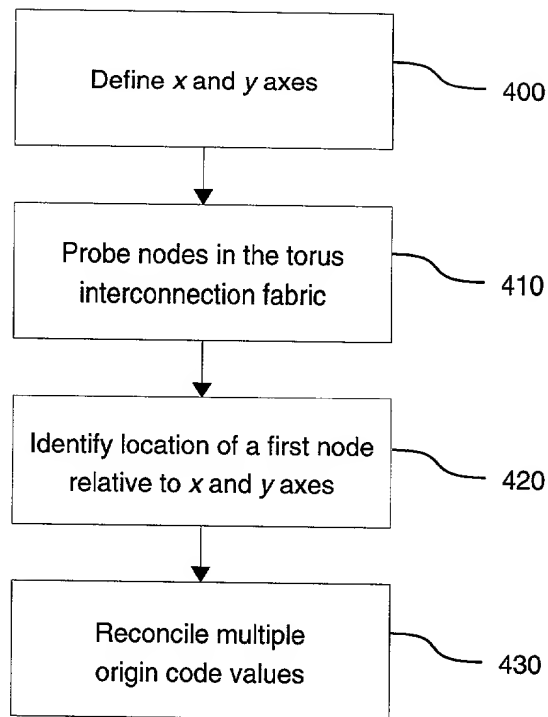 Define x and y axes
400
Probe nodes in the torus
interconnection fabric
410
Identify location of a first node
relative to x and y axes
420
Reconcile multiple
origin code values
430